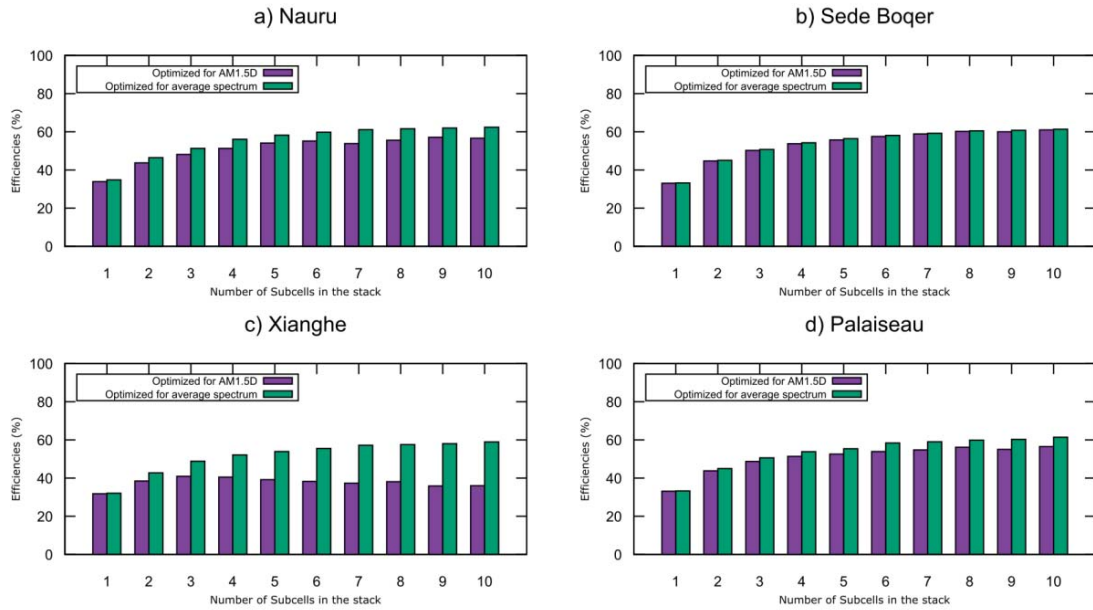 a) Nauru
100
80
60
40
20
0
Efficiencies (%)
Optimized for AM1.5D
Optimized for average spectrum
1 2 3 4 5 6 7 8 9 10
Number of Subcells in the stack
b) Sede Boqer
100
80
60
40
20
0
Efficiencies (%)
Optimized for AM1.5D
Optimized for average spectrum
1 2 3 4 5 6 7 8 9 10
Number of Subcells in the stack
c) Xianghe
100
80
60
40
20
0
Efficiencies (%)
Optimized for AM1.5D
Optimized for average spectrum
1 2 3 4 5 6 7 8 9 10
Number of Subcells in the stack
d) Palaiseau
100
80
60
40
20
0
Efficiencies (%)
Optimized for AM1.5D
Optimized for average spectrum
1 2 3 4 5 6 7 8 9 10
Number of Subcells in the stack